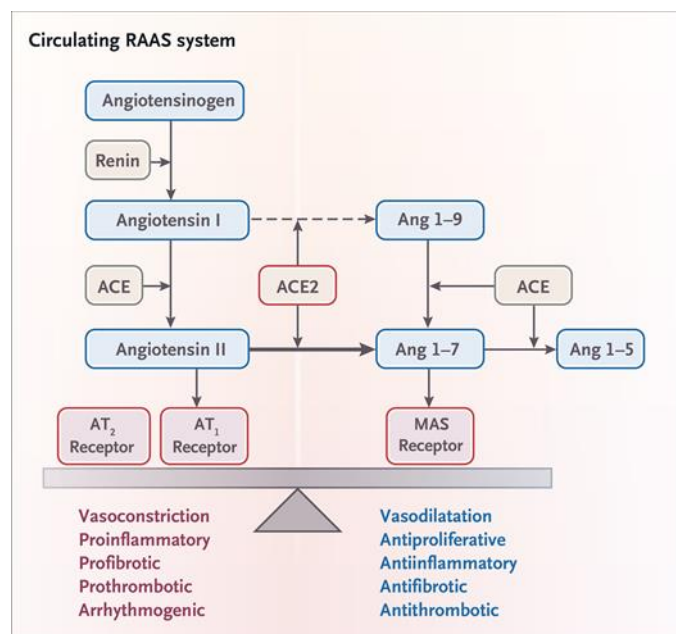 Circulating RAAS system
Angiotensinogen
Renin
Angiotensin I
Ang 1–9
ACE
ACE2
ACE
Angiotensin II
Ang 1–7
Ang 1–5
AT₂
Receptor
AT₁
Receptor
MAS
Receptor
Vasoconstriction
Proinflammatory
Profibrotic
Prothrombotic
Arrhythmogenic
Vasodilatation
Antiproliferative
Antiinflammatory
Antifibrotic
Antithrombotic